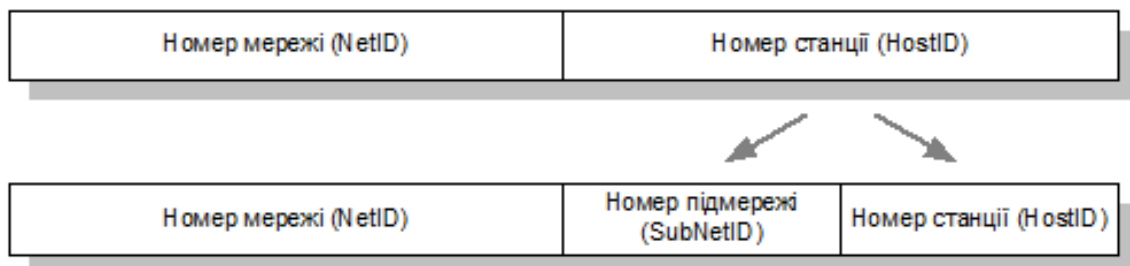 Номер мережі (NetID)
Номер станції (HostID)
Номер мережі (NetID)
Номер підмережі
(SubNetID)
Номер станції (HostID)